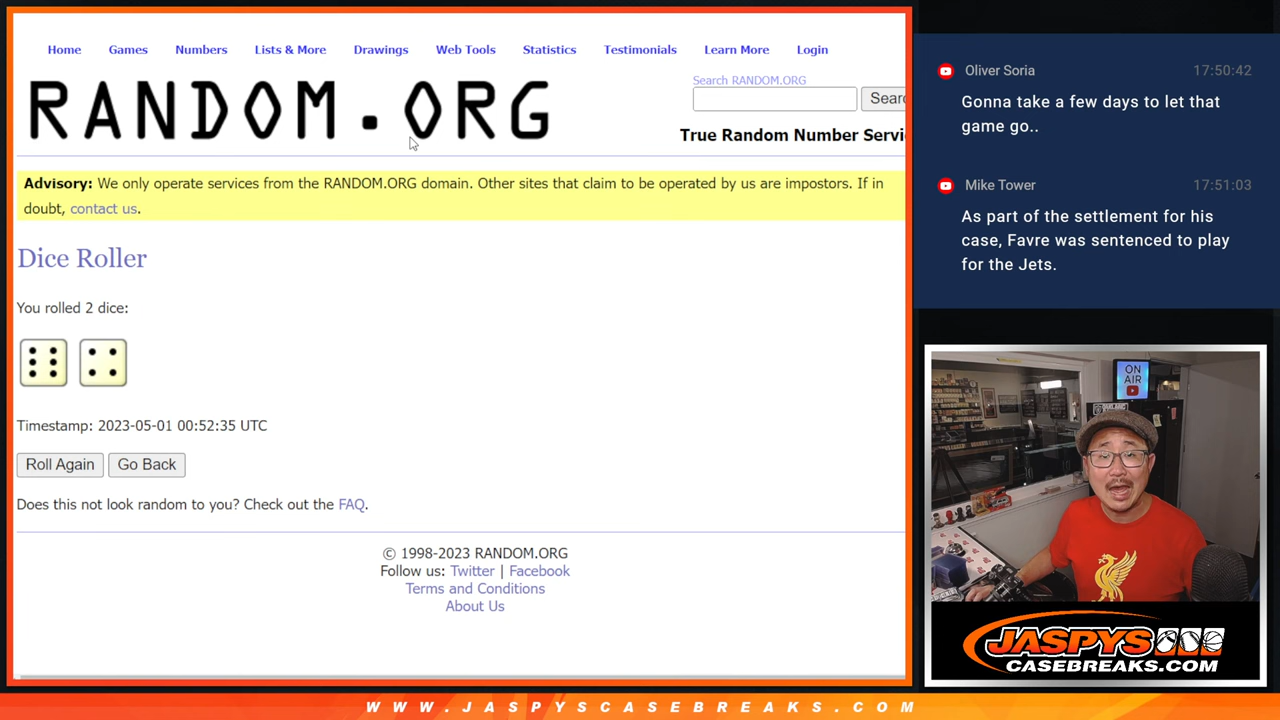 Home Games Numbers Lists & More Drawings Web Tools Statistics Testimonials Learn More Login
RANDOM.ORG
Search RANDOM.ORG
Searc
True Random Number Servi
Advisory: We only operate services from the RANDOM.ORG domain. Other sites that claim to be operated by us are impostors. If in
doubt, contact us.
Dice Roller
You rolled 2 dice:
Timestamp: 2023-05-01 00:52:35 UTC
Roll Again Go Back
Does this not look random to you? Check out the FAQ.
© 1998-2023 RANDOM.ORG
Follow us: Twitter | Facebook
Terms and Conditions
About Us
Oliver Soria 17:50:42
Gonna take a few days to let that
game go..
Mike Tower 17:51:03
As part of the settlement for his
case, Favre was sentenced to play
for the Jets.
ON
AIR
JASPYS
CASEBREAKS.COM
WWW.JASPYSCASEBREAKS.COM